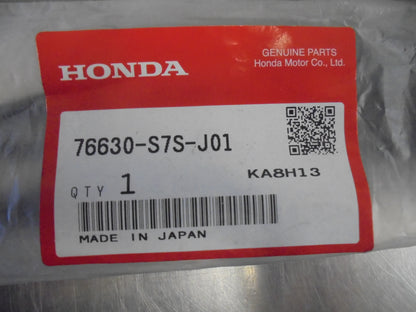 HONDA
GENUINE PARTS
Honda Motor Co., Ltd.
76630-S7S-J01
QTY 1
KA8H13
MADE IN JAPAN